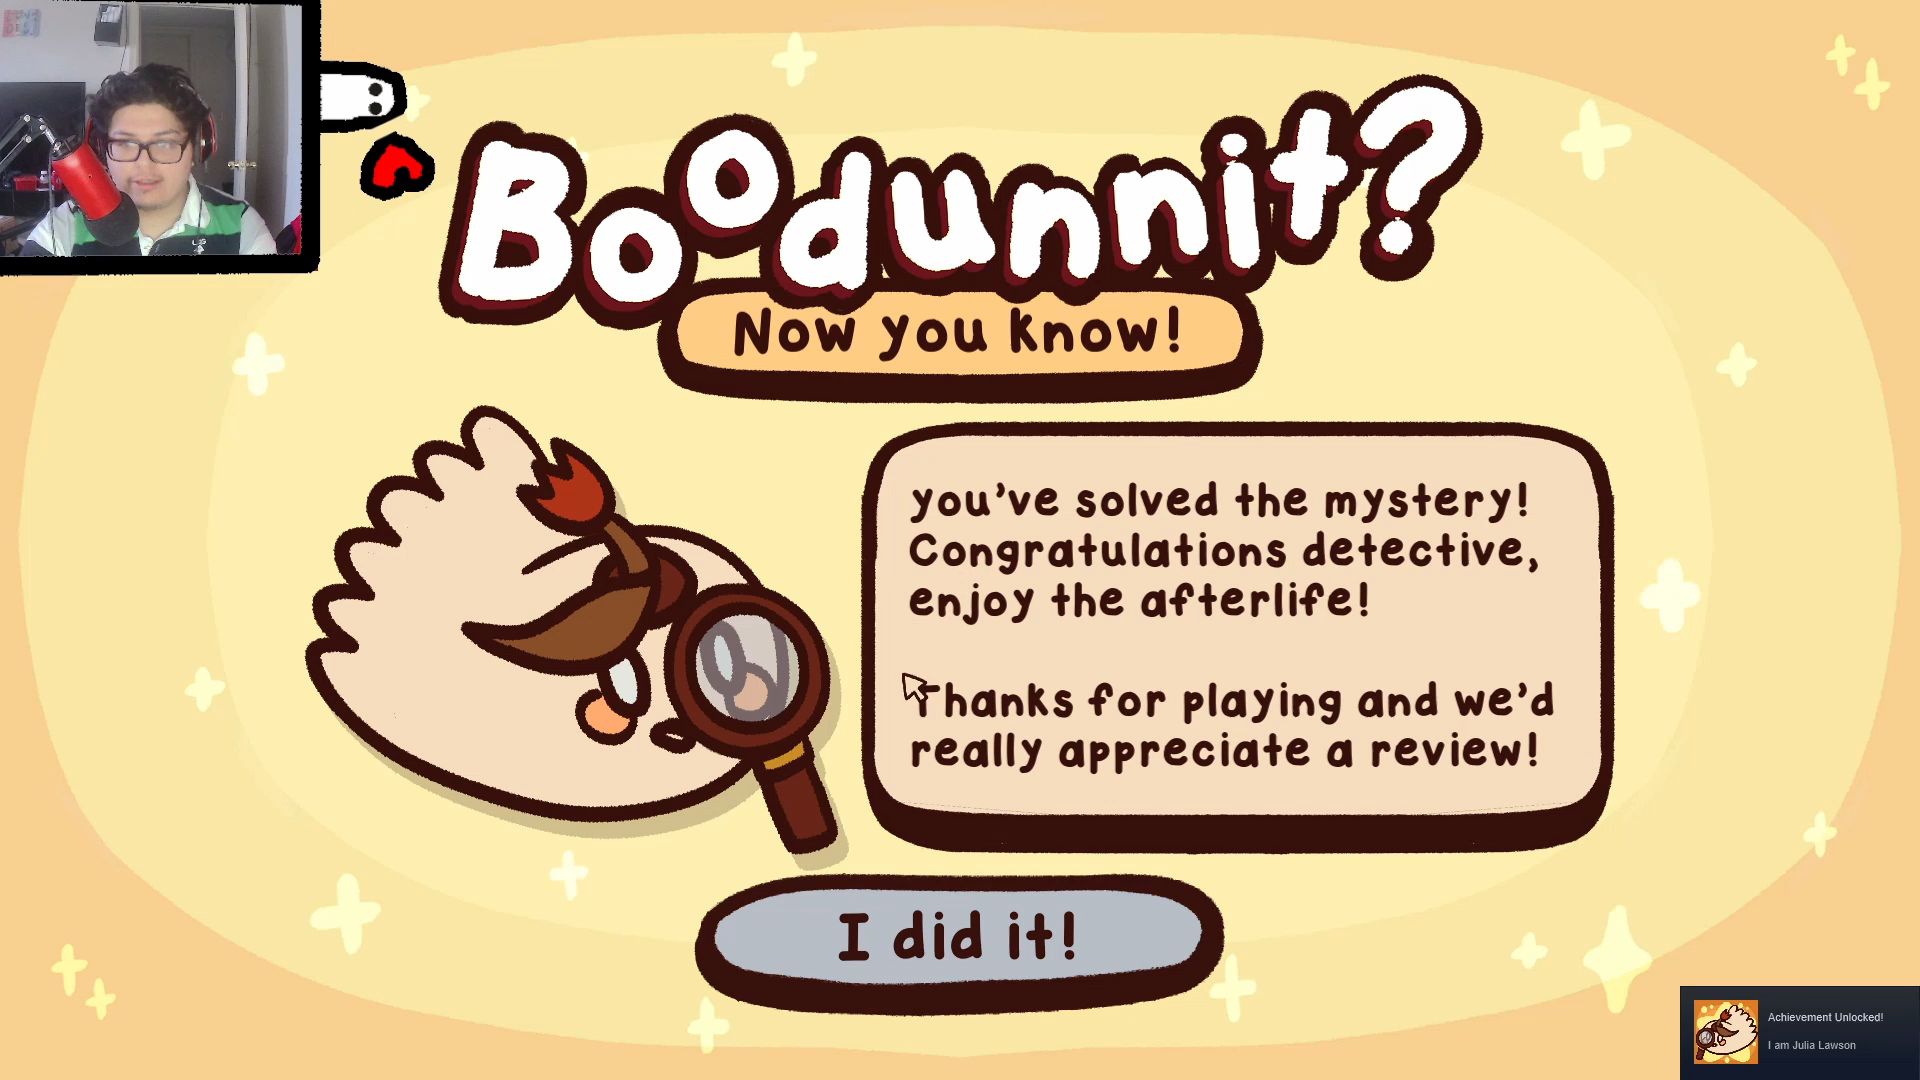 Boodunnit?
Now you know!
you've solved the mystery!
Congratulations detective,
enjoy the afterlife!
Thanks for playing and we'd
really appreciate a review!
I did it!
Achievement Unlocked!
I am Julia Lawson